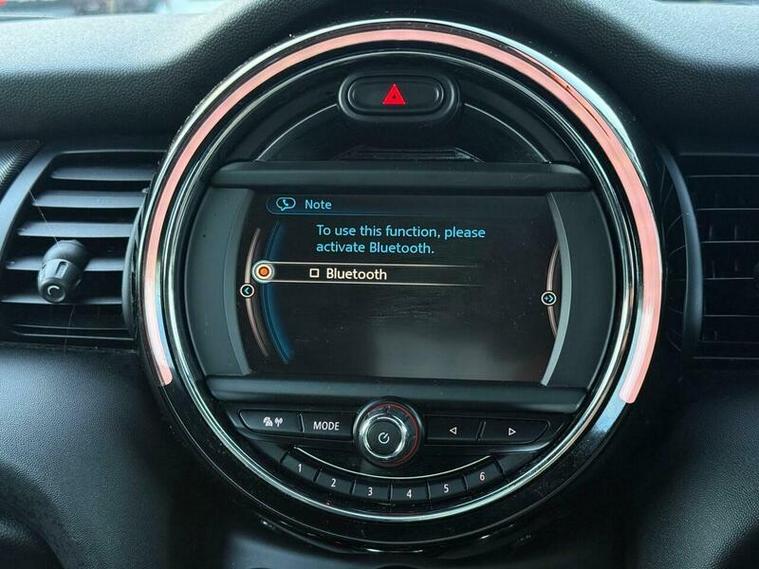 Note
To use this function, please
activate Bluetooth.
Bluetooth
MODE
1 2 3 4 5 6